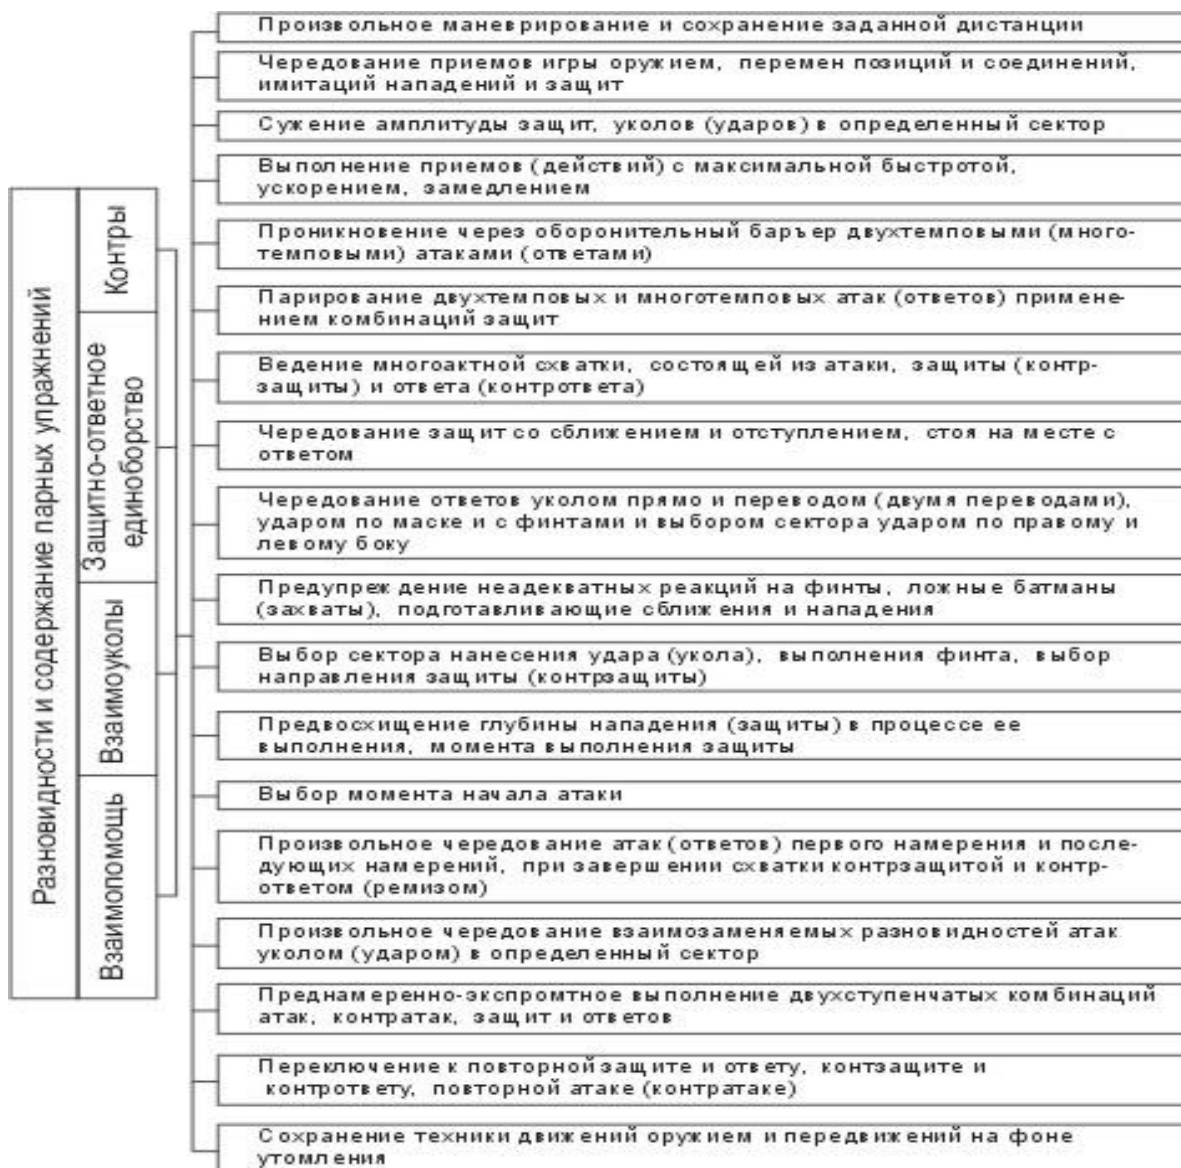 Разновидности и содержание парных упражнений
Контры
Защитно-ответное
единоборство
Взаимоуколы
Взаимопомощь
Произвольное маневрирование и сохранение заданной дистанции
Чередование приемов игры оружием, перемен позиций и соединений,
имитаций нападений и защит
Сужение амплитуды защит, уколов (ударов) в определенный сектор
Выполнение приемов (действий) с максимальной быстротой,
ускорением, замедлением
Проникновение через оборонительный барьер двухтемповыми (много-
темповыми) атаками (ответами)
Парирование двухтемповых и многотемповых атак (ответов) примене-
нием комбинаций защит
Ведение многоактной схватки, состоящей из атаки, защиты (контр-
защиты) и ответа (контрответа)
Чередование защит со сближением и отступлением, стоя на месте с
ответом
Чередование ответов уколом прямо и переводом (двумя переводами),
ударом по маске и с финтами и выбором сектора ударом по правому и
левому боку
Предупреждение неадекватных реакций на финты, ложные батманы
(захваты), подготавливающие сближения и нападения
Выбор сектора нанесения удара (укола), выполнения финта, выбор
направления защиты (контрзащиты)
Предвосхищение глубины нападения (защиты) в процессе ее
выполнения, момента выполнения защиты
Выбор момента начала атаки
Произвольное чередование атак (ответов) первого намерения и после-
дующих намерений, при завершении схватки контрзащитой и контр-
ответом (ремизом)
Произвольное чередование взаимозаменяемых разновидностей атак
уколом (ударом) в определенный сектор
Преднамеренно-экспромтное выполнение двухступенчатых комбинаций
атак, контратак, защит и ответов
Переключение к повторной защите и ответу, контзащите и
контрответу, повторной атаке (контратаке)
Сохранение техники движений оружием и передвижений на фоне
утомления